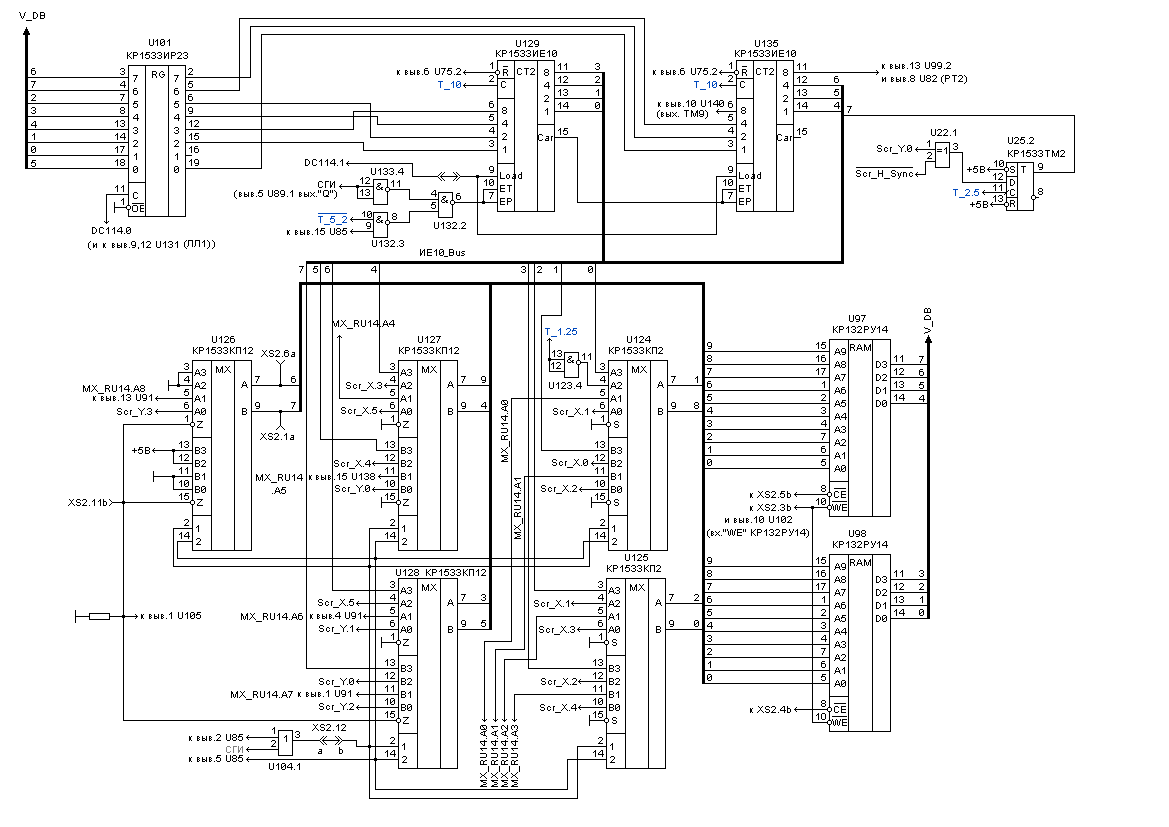 V_DB
U101
КР1533ИР23
RG
6 3 7 7 2
7 4 6 6 5
2 7 5 5 6
3 8 4 4 9
4 13 3 3 12
1 14 2 2 15
0 17 1 1 16
5 18 0 0 19
11 C
1 OE
DC114.0
(и к выв.9,12 U131 (ПЛ1))
U129
КР1533ИЕ10
к выв.6 U75.2
1 R CT2 8 11 3
T_10
2 C 4 12 2
2 13 1
1 14 0
6 8
5 4
4 2
3 1
Car 15
9 Load
10 ET
7 EP
DC114.1
U133.4
СГИ
(выв.5 U89.1 вых."Q")
12
13
&
11
T_5_2
к выв.15 U85
10
9
&
8
U132.3
4
5
&
6
U132.2
U135
КР1533ИЕ10
к выв.6 U75.2
1 R CT2 8 11
T_10
2 C 4 12 6
2 13 5
1 14 4
к выв.10 U140
(вых. TM9)
6 8
5 4
4 2
3 1
Car 15
9 Load
10 ET
7 EP
к выв.13 U99.2
и выв.8 U82 (РТ2)
7
U22.1
Scr_Y.0
1
Scr_H_Sync
2
=1
3
U25.2
КР1533ТМ2
+5В 10 S T 9
12 D
T_2.5 11 C 8
+5В 13 R
ИЕ10_Bus
7 5 6 4 3 2 1 0
U126
КР1533КП12
MX
XS2.6a
3 A3
4 A2 A 7 6
MX_RU14.A8
к выв.13 U91
5 A1
Scr_Y.3
6 A0 B 9 7
1 Z
XS2.1a
+5В
13 B3
12 B2
11 B1
10 B0
XS2.11b
15 Z
2 1
14 2
MX_RU14.A4
U127
КР1533КП12
MX
3 A3
Scr_X.3 4 A2 A 7 9
5 A1
Scr_X.5 6 A0 B 9 4
1 Z
13 B3
Scr_X.4 12 B2
MX_RU14
.A5
к выв.15 U138 11 B1
Scr_Y.0 10 B0
15 Z
2 1
14 2
MX_RU14.A0
MX_RU14.A1
T_1.25
13
12
&
11
U123.4
U124
КР1533КП2
MX
3 A3
4 A2 A 7 1
5 A1
Scr_X.1 6 A0 B 9 8
1 S
13 B3
Scr_X.0 12 B2
11 B1
Scr_X.2 10 B0
15 S
2 1
14 2
U97
КР132РУ14
RAM
V_DB
9 15 A9 D3 11 7
8 16 A8 D2 12 6
7 17 A7 D1 13 5
6 1 A6 D0 14 4
5 2 A5
4 3 A4
3 4 A3
2 7 A2
1 6 A1
0 5 A0
к XS2.5b 8 CE
к XS2.3b 10 WE
и выв.10 U102
(вх."WE" КР132РУ14)
U98
КР132РУ14
RAM
9 15 A9
8 16 A8 D3 11 3
7 17 A7 D2 12 2
6 1 A6 D1 13 1
5 2 A5 D0 14 0
4 3 A4
3 4 A3
2 7 A2
1 6 A1
0 5 A0
к XS2.4b 8 CE
10 WE
U128 КР1533КП12
MX
3 A3
Scr_X.5 4 A2 A 7 3
MX_RU14.A6 к выв.4 U91 5 A1
Scr_Y.1 6 A0 B 9 5
1 Z
13 B3
Scr_Y.0 12 B2
MX_RU14.A7 к выв.1 U91 11 B1
Scr_Y.2 10 B0
15 Z
2 1
14 2
к выв.1 U105
XS2.12
к выв.2 U85
1
СГИ
2
1
3
a b
к выв.5 U85
U104.1
U125
КР1533КП2
MX
3 A3
Scr_X.1 4 A2 A 7 2
5 A1
Scr_X.3 6 A0 B 9 0
1 S
13 B3
Scr_X.2 12 B2
11 B1
Scr_X.4 10 B0
15 S
2 1
14 2
MX_RU14.A0
MX_RU14.A1
MX_RU14.A2
MX_RU14.A3